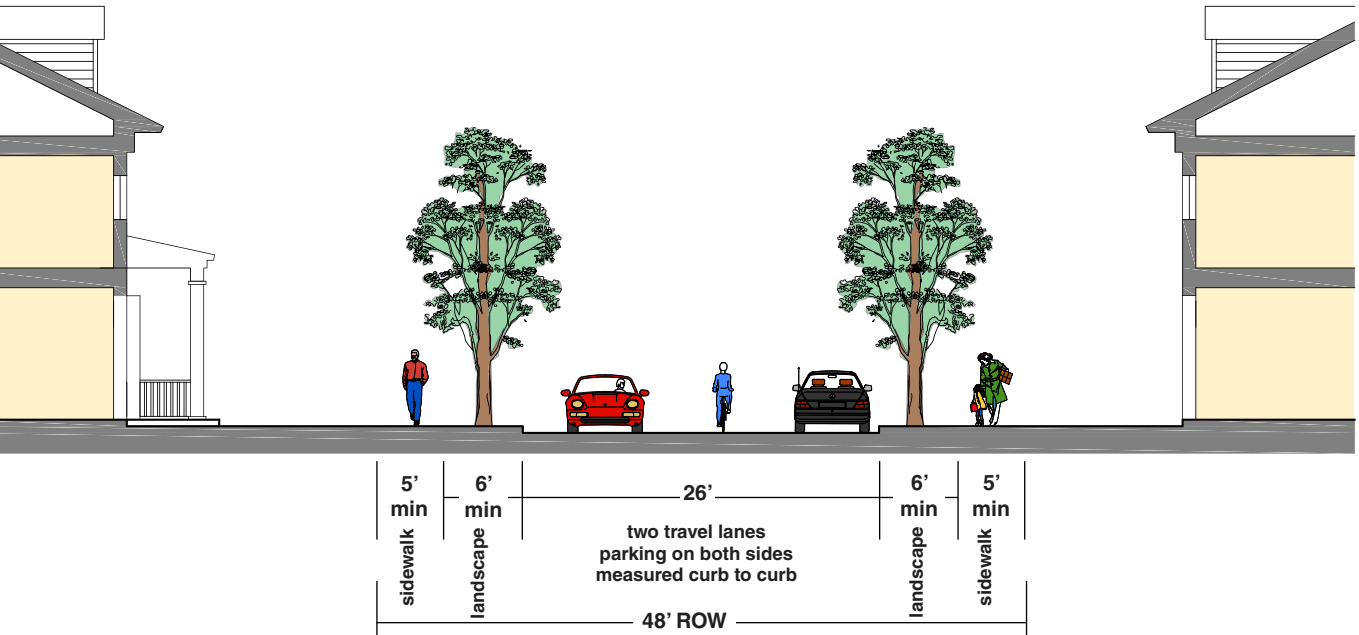 5’
min
sidewalk
6’
min
landscape
26’
two travel lanes
parking on both sides
measured curb to curb
6’
min
landscape
5’
min
sidewalk
48’ ROW